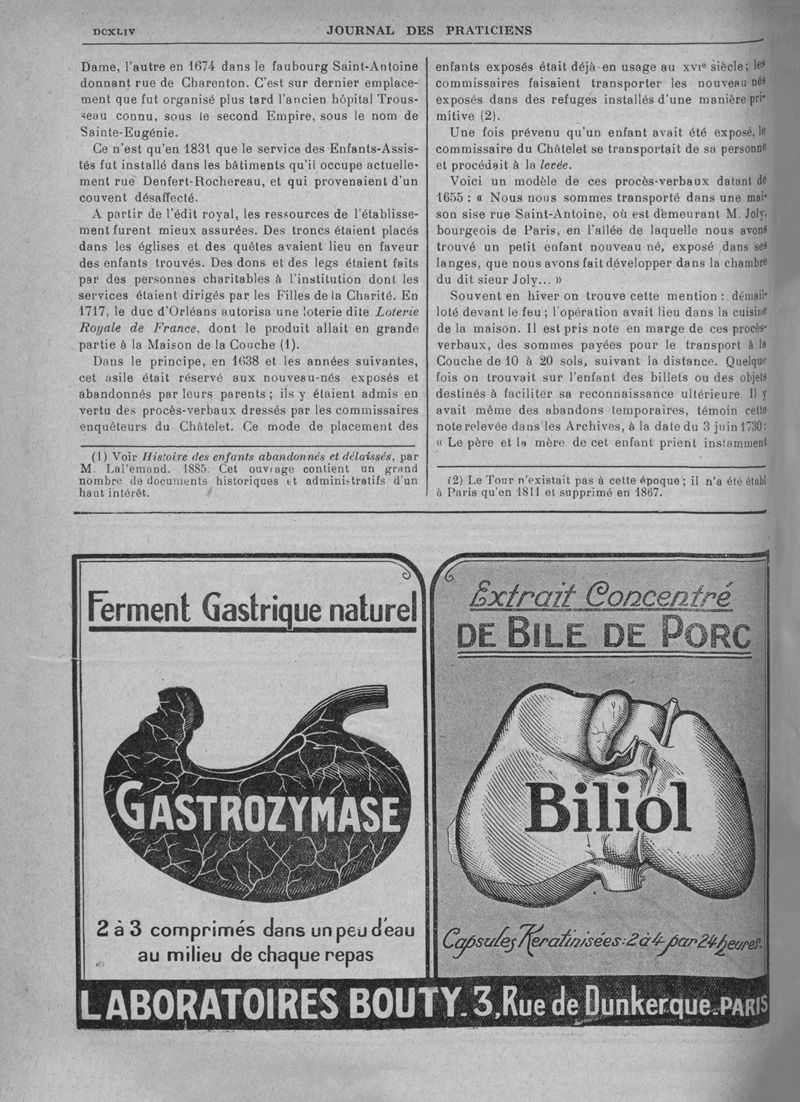 DCXLIV
JOURNAL DES PRATICIENS
Dame, l'autre en 1674 dans le faubourg Saint-Antoine
donnant rue de Charenton. C'est sur dernier emplace-
ment que fut organisé plus tard l'ancien hôpital Trous-
seau connu, sous le second Empire, sous le nom de
Sainte-Eugénie.
Ce n'est qu'en 1831 que le service des Enfants-Assis-
tés fut installé dans les bâtiments qu'il occupe actuelle-
ment rue Denfert-Rochereau, et qui provenaient d'un
couvent désaffecté.
A partir de l'édit royal, les ressources de l'établisse-
ment furent mieux assurées. Des troncs étaient placés
dans les églises et des quêtes avaient lieu en faveur
des enfants trouvés. Des dons et des legs étaient faits
par des personnes charitables à l'institution dont les
services étaient dirigés par les Filles de la Charité. En
1717, le duc d'Orléans autorisa une loterie dite Loterie
Royale de France, dont le produit allait en grande
partie à la Maison de la Couche (1).
Dans le principe, en 1638 et les années suivantes,
cet asile était réservé aux nouveau-nés exposés et
abandonnés par leurs parents ; ils y étaient admis en
vertu des procès-verbaux dressés par les commissaires
enquêteurs du Châtelet. Ce mode de placement des
(1) Voir Histoire des enfants abandonnés et délaissés, par
M. Lallemand. 1885. Cet ouvrage contient un grand
nombre de documents historiques et administratifs d'un
haut intérêt.
enfants exposés était déjà en usage au XVIe siècle ; les
commissaires faisaient transporter les nouveau nés
exposés dans des refuges installés d'une manière pri-
mitive (2).
Une fois prévenu qu'un enfant avait été exposé, le
commissaire du Châtelet se transportait de sa personne
et procédait à la levée.
Voici un modèle de ces procès-verbaux datant de
1655 : « Nous nous sommes transporté dans une mai-
son sise rue Saint-Antoine, où est demeurant M. Joly,
bourgeois de Paris, en l'allée de laquelle nous avons
trouvé un petit enfant nouveau né, exposé dans ses
langes, que nous avons fait développer dans la chambre
du dit sieur Joly... »
Souvent en hiver on trouve cette mention : démail-
loté devant le feu ; l'opération avait lieu dans la cuisine
de la maison. Il est pris note en marge de ces procès-
verbaux, des sommes payées pour le transport à la
Couche de 10 à 20 sols, suivant la distance. Quelque
fois on trouvait sur l'enfant des billets ou des objets
destinés à faciliter sa reconnaissance ultérieure. Il y
avait même des abandons temporaires, témoin cette
note relevée dans les Archives, à la date du 3 juin 1730 :
« Le père et la mère de cet enfant prient instamment
(2) Le Tour n'existait pas à cette époque ; il n'a été établ
à Paris qu'en 1811 et supprimé en 1867.
Ferment Gastrique naturel
GASTROZYMASE
2 à 3 comprimés dans un peu d'eau
au milieu de chaque repas
Extrait Concentré
DE BILE DE PORC
Biliol
Capsules Kératinisées : 2 à 4 par 24 heures.
LABORATOIRES BOUTY. 3, Rue de Dunkerque. PARIS